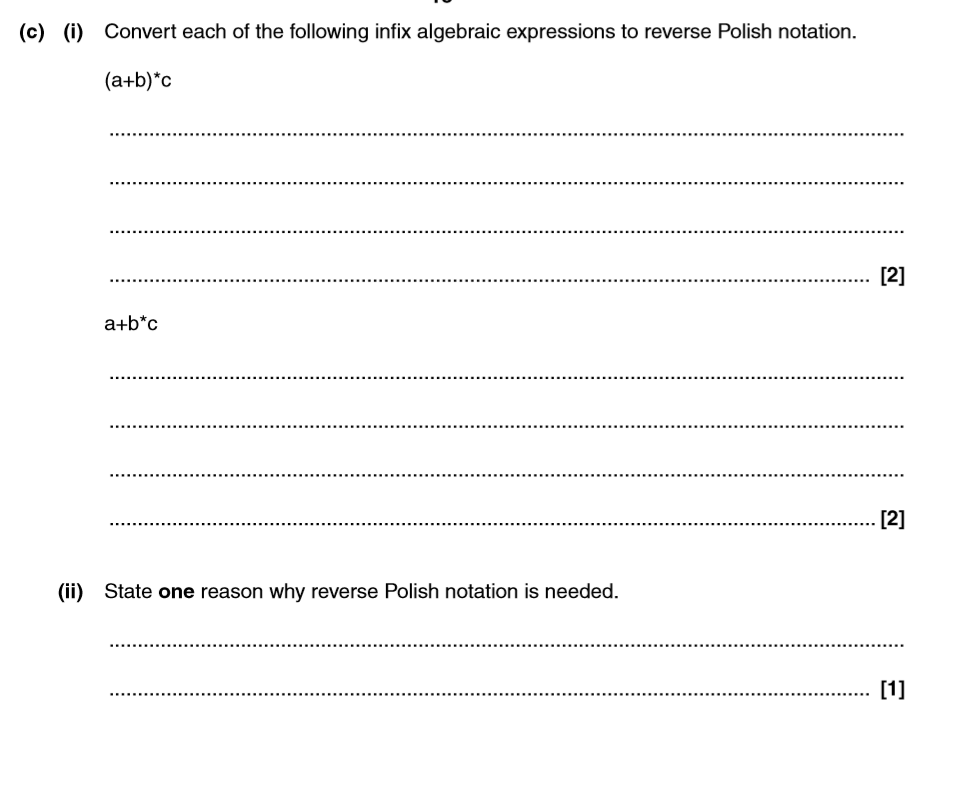 (c) (i) Convert each of the following infix algebraic expressions to reverse Polish notation.
(a+b)*c
[2]
a+b*c
[2]
(ii) State one reason why reverse Polish notation is needed.
[1]